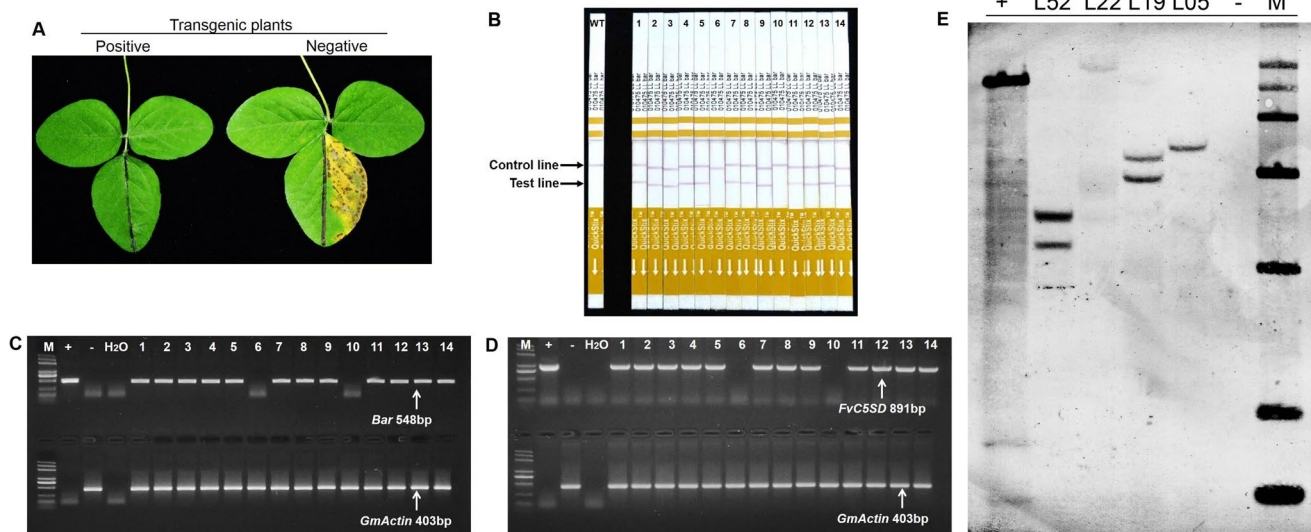 A
Transgenic plants
Positive Negative
B
WT 1 2 3 4 5 6 7 8 9 10 11 12 13 14
Control line
Test line
QuickStix™
C
M + - H₂O 1 2 3 4 5 6 7 8 9 10 11 12 13 14
Bar 548bp
GmActin 403bp
D
M + - H₂O 1 2 3 4 5 6 7 8 9 10 11 12 13 14
FvC5SD 891bp
GmActin 403bp
E
+ L52 L22 L19 L05 - M